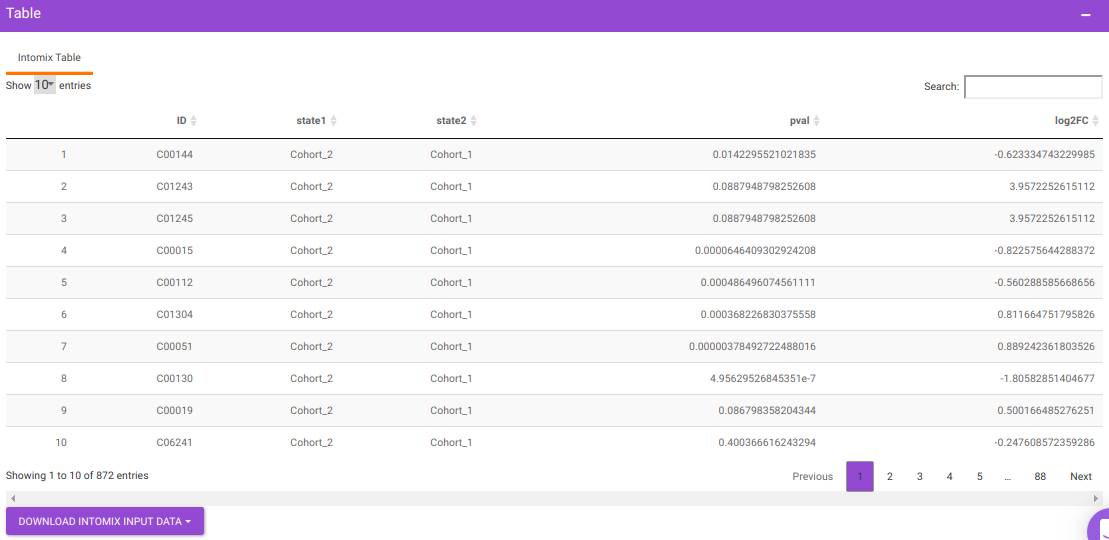 Table
Intomix Table
Show 10 entries Search:
ID state1 state2 pval log2FC
1 C00144 Cohort_2 Cohort_1 0.0142295521021835 -0.623334743229985
2 C01243 Cohort_2 Cohort_1 0.0887948798252608 3.9572252615112
3 C01245 Cohort_2 Cohort_1 0.0887948798252608 3.9572252615112
4 C00015 Cohort_2 Cohort_1 0.0000646409302924208 -0.822575644288372
5 C00112 Cohort_2 Cohort_1 0.000486496074561111 -0.560288585668656
6 C01304 Cohort_2 Cohort_1 0.000368226830375558 0.811664751795826
7 C00051 Cohort_2 Cohort_1 0.00000378492722488016 0.889242361803526
8 C00130 Cohort_2 Cohort_1 4.95629526845351e-7 -1.80582851404677
9 C00019 Cohort_2 Cohort_1 0.086798358204344 0.500166485276251
10 C06241 Cohort_2 Cohort_1 0.400366616243294 -0.247608572359286
Showing 1 to 10 of 872 entries Previous 1 2 3 4 5 ... 88 Next
DOWNLOAD INTOMIX INPUT DATA